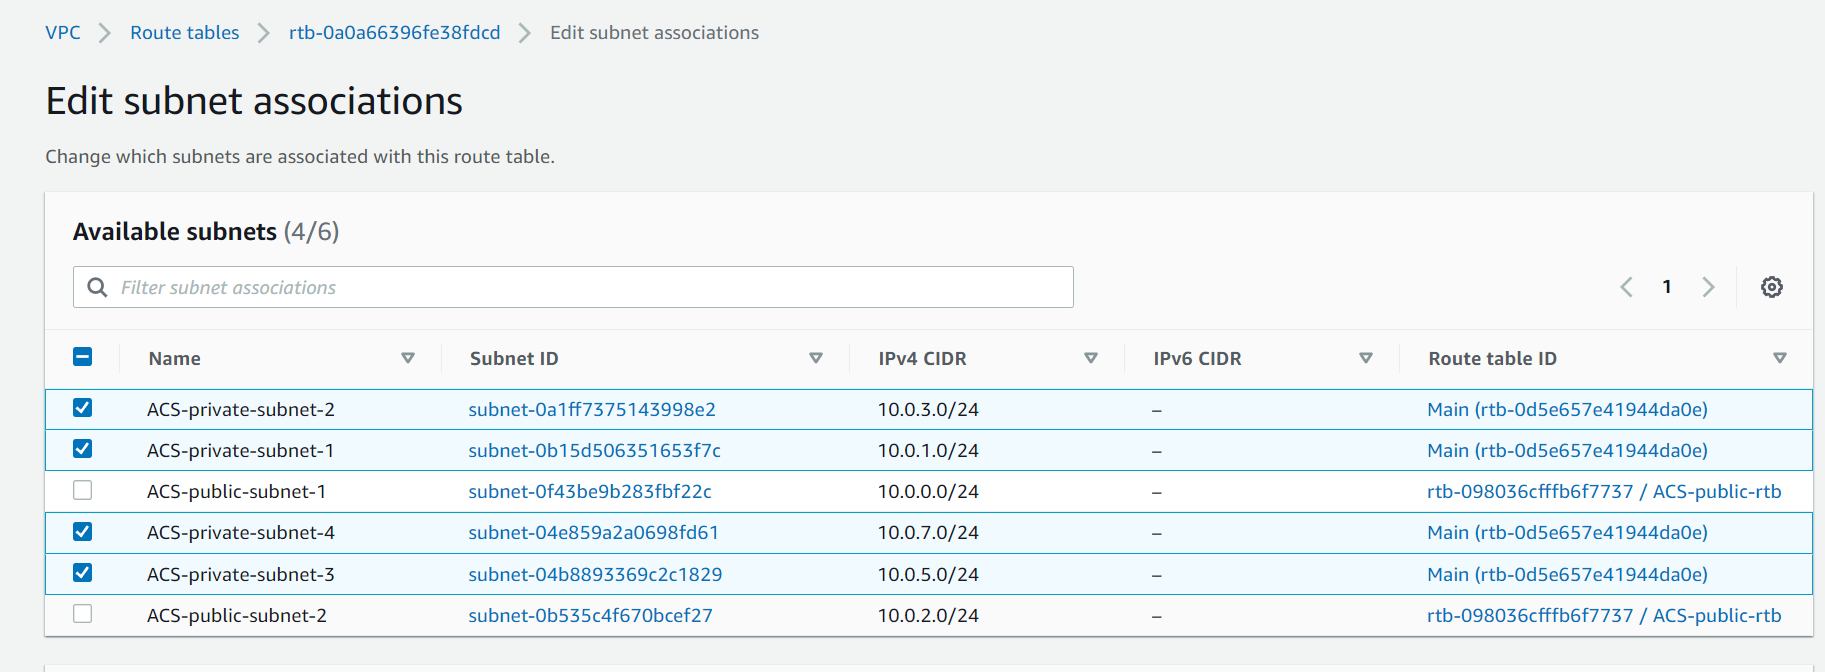 VPC > Route tables > rtb-0a0a66396fe38fdcd > Edit subnet associations
Edit subnet associations
Change which subnets are associated with this route table.
Available subnets (4/6)
Filter subnet associations
1
Name Subnet ID IPv4 CIDR IPv6 CIDR Route table ID
ACS-private-subnet-2 subnet-0a1ff7375143998e2 10.0.3.0/24 – Main (rtb-0d5e657e41944da0e)
ACS-private-subnet-1 subnet-0b15d506351653f7c 10.0.1.0/24 – Main (rtb-0d5e657e41944da0e)
ACS-public-subnet-1 subnet-0f43be9b283fbf22c 10.0.0.0/24 – rtb-098036cfffb6f7737 / ACS-public-rtb
ACS-private-subnet-4 subnet-04e859a2a0698fd61 10.0.7.0/24 – Main (rtb-0d5e657e41944da0e)
ACS-private-subnet-3 subnet-04b8893369c2c1829 10.0.5.0/24 – Main (rtb-0d5e657e41944da0e)
ACS-public-subnet-2 subnet-0b535c4f670bcef27 10.0.2.0/24 – rtb-098036cfffb6f7737 / ACS-public-rtb